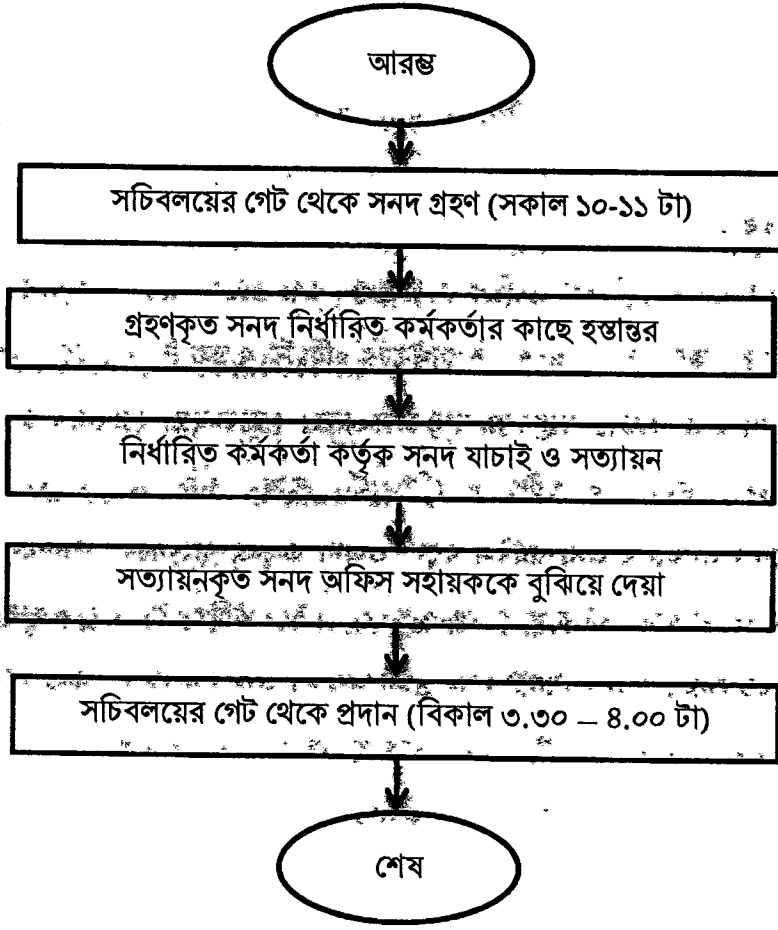 আরম্ভ
সচিবলয়ের গেট থেকে সনদ গ্রহণ (সকাল ১০-১১ টা)
গ্রহণকৃত সনদ নির্ধারিত কর্মকর্তার কাছে হস্তান্তর
নির্ধারিত কর্মকর্তা কর্তৃক সনদ যাচাই ও সত্যায়ন
সত্যায়নকৃত সনদ অফিস সহায়ককে বুঝিয়ে দেয়া
সচিবলয়ের গেট থেকে প্রদান (বিকাল ৩.৩০ – ৪.০০ টা)
শেষ